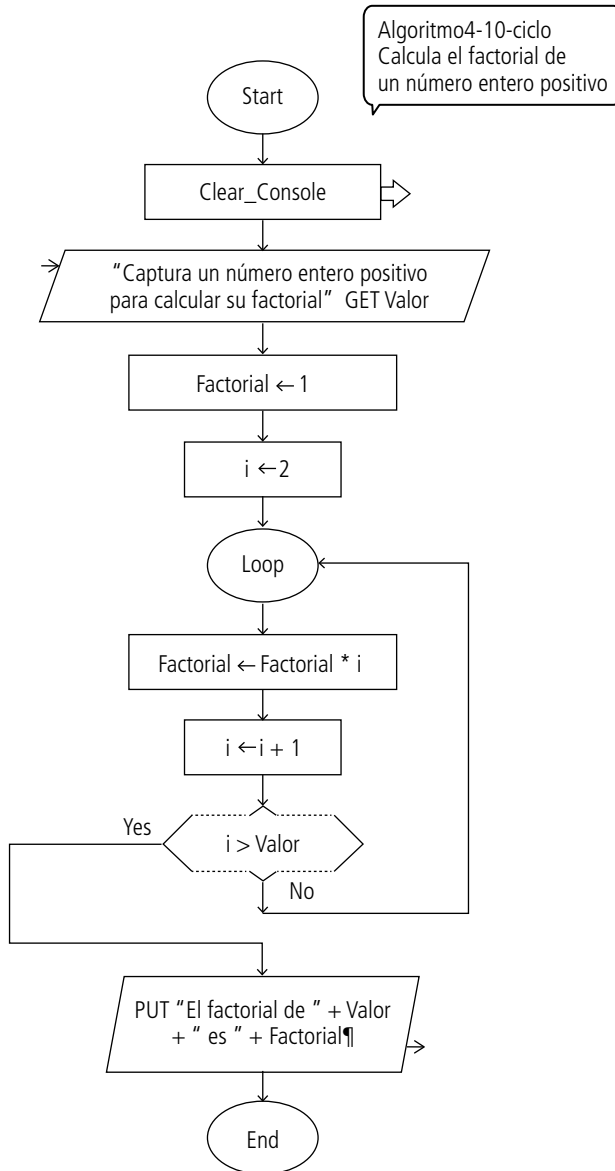 Algoritmo4-10-ciclo
Calcula el factorial de
un número entero positivo
Start
Clear_Console
“Captura un número entero positivo
para calcular su factorial” GET Valor
Factorial ← 1
i ← 2
Loop
Factorial ← Factorial * i
i ← i + 1
Yes
i > Valor
No
PUT “El factorial de ” + Valor
+ “ es ” + Factorial¶
End